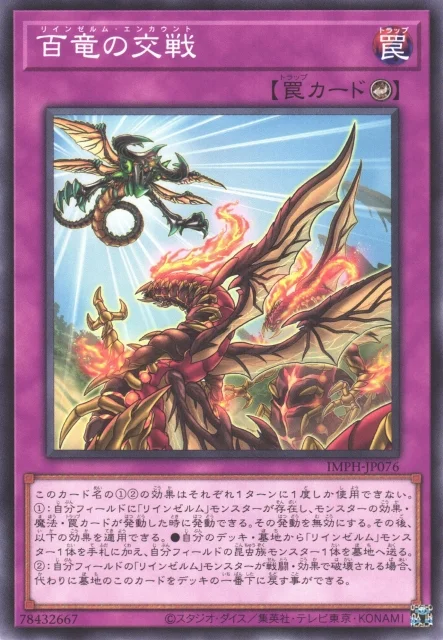 リインゼルム・エンカウント
百竜の交戦
トラップ
罠
トラップ
【罠カード】
IMPH-JP076
このカード名の①②の効果はそれぞれ1ターンに1度しか使用できない。
①：自分フィールドに「リインゼルム」モンスターが存在し、モンスターの効果・
魔法・罠カードが発動した時に発動できる。その発動を無効にする。その後、
以下の効果を適用できる。●自分のデッキ・墓地から「リインゼルム」モン
スター1体を手札に加え、自分フィールドの昆虫族モンスター1体を墓地へ送る。
②：自分フィールドの「リインゼルム」モンスターが戦闘・効果で破壊される場合、
代わりに墓地のこのカードをデッキの一番下に戻す事ができる。
78432667
©スタジオ・ダイス／集英社・テレビ東京・KONAMI